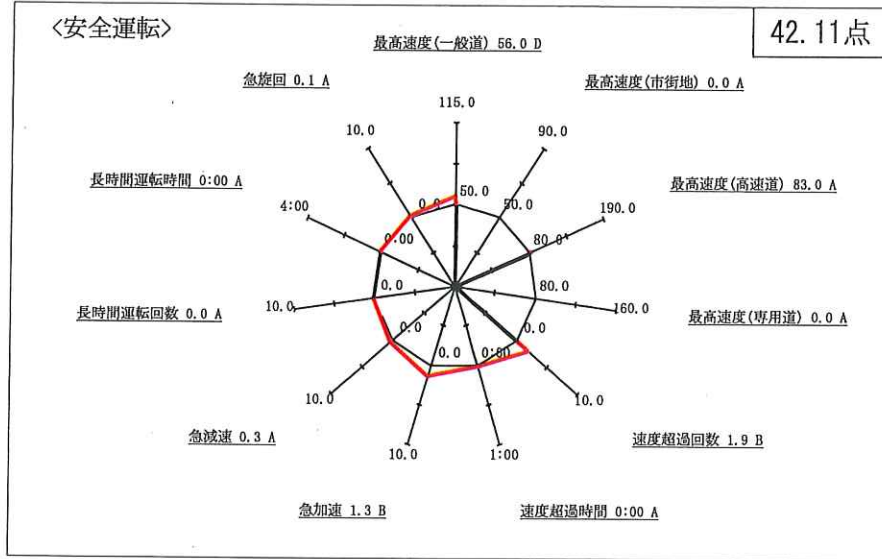 <安全運転>
42.11点
最高速度(一般道) 56.0 D
急旋回 0.1 A
最高速度(市街地) 0.0 A
115.0
10.0
90.0
長時間運転時間 0:00 A
最高速度(高速道) 83.0 A
4:00
190.0
0.0
50.0
50.0
0:00
80.0
長時間運転回数 0.0 A
10.0
0.0
80.0
160.0
最高速度(専用道) 0.0 A
0.0
0.0
0.0
0:00
10.0
10.0
急減速 0.3 A
10.0
1:00
速度超過回数 1.9 B
急加速 1.3 B
速度超過時間 0:00 A